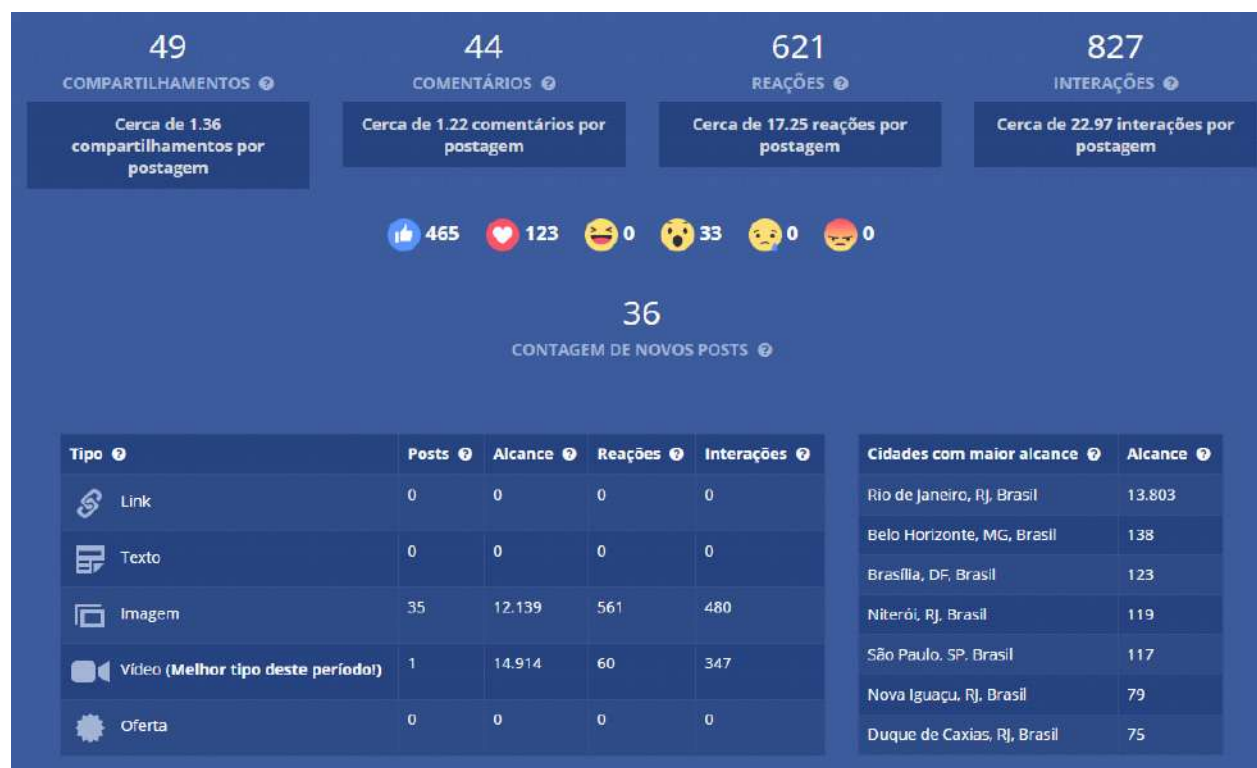 49
COMPARTILHAMENTOS
Cerca de 1.36
compartilhamentos por
postagem
44
COMENTÁRIOS
Cerca de 1.22 comentários por
postagem
621
REAÇÕES
Cerca de 17.25 reações por
postagem
827
INTERAÇÕES
Cerca de 22.97 interações por
postagem
465 123 0 33 0 0
36
CONTAGEM DE NOVOS POSTS
Tipo Posts Alcance Reações Interações
Link 0 0 0 0
Texto 0 0 0 0
Imagem 35 12.139 561 480
Vídeo (Melhor tipo deste período!) 1 14.914 60 347
Oferta 0 0 0 0
Cidades com maior alcance Alcance
Rio de Janeiro, RJ, Brasil 13.803
Belo Horizonte, MG, Brasil 138
Brasília, DF, Brasil 123
Niterói, RJ, Brasil 119
São Paulo, SP, Brasil 117
Nova Iguaçu, RJ, Brasil 79
Duque de Caxias, RJ, Brasil 75